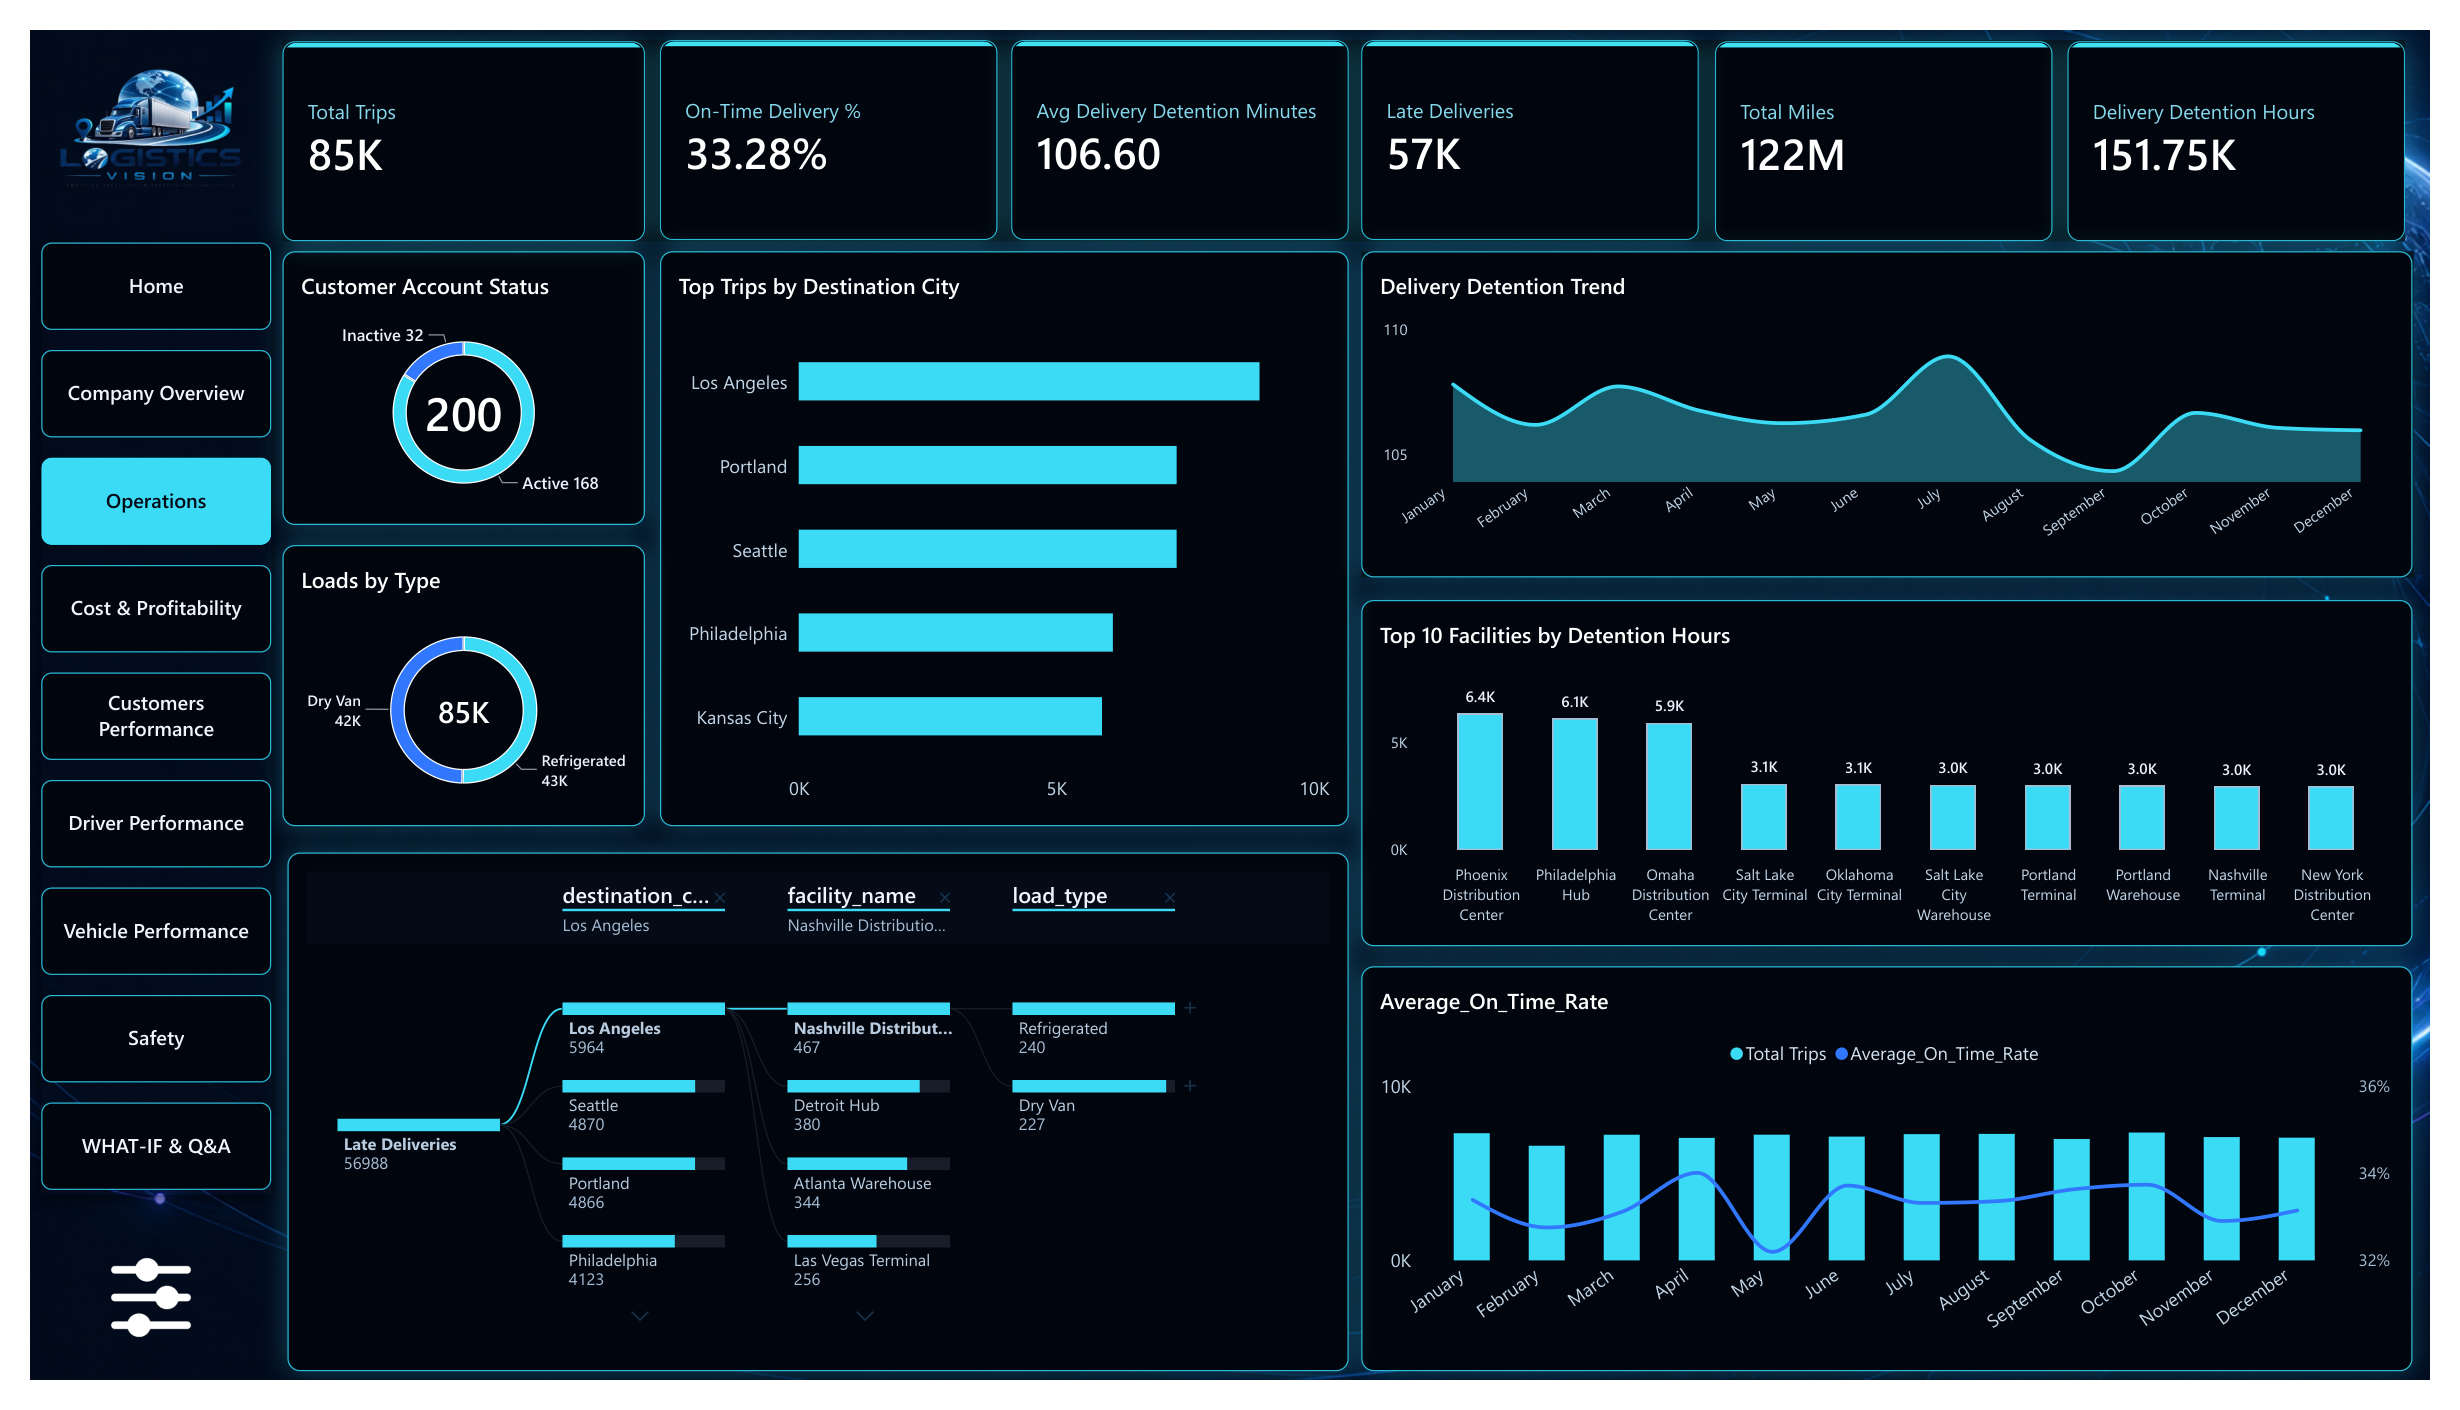 LOGISTICS
VISION
Home
Company Overview
Operations
Cost & Profitability
Customers
Performance
Driver Performance
Vehicle Performance
Safety
WHAT-IF & Q&A
Total Trips
85K
On-Time Delivery %
33.28%
Avg Delivery Detention Minutes
106.60
Late Deliveries
57K
Total Miles
122M
Delivery Detention Hours
151.75K
Customer Account Status
Inactive 32
200
Active 168
Loads by Type
Dry Van
42K
85K
Refrigerated
43K
Top Trips by Destination City
Los Angeles
Portland
Seattle
Philadelphia
Kansas City
0K 5K 10K
Delivery Detention Trend
110
105
January February March April May June July August September October November December
Top 10 Facilities by Detention Hours
6.4K 6.1K 5.9K 3.1K 3.1K 3.0K 3.0K 3.0K 3.0K 3.0K
5K
0K
Phoenix
Distribution
Center
Philadelphia
Hub
Omaha
Distribution
Center
Salt Lake
City Terminal
Oklahoma
City Terminal
Salt Lake
City
Warehouse
Portland
Terminal
Portland
Warehouse
Nashville
Terminal
New York
Distribution
Center
destination_c...
Los Angeles
facility_name
Nashville Distributio...
load_type
Late Deliveries
56988
Los Angeles
5964
Seattle
4870
Portland
4866
Philadelphia
4123
Nashville Distribut...
467
Detroit Hub
380
Atlanta Warehouse
344
Las Vegas Terminal
256
Refrigerated
240
Dry Van
227
Average_On_Time_Rate
Total Trips Average_On_Time_Rate
10K
0K
36%
34%
32%
January February March April May June July August September October November December